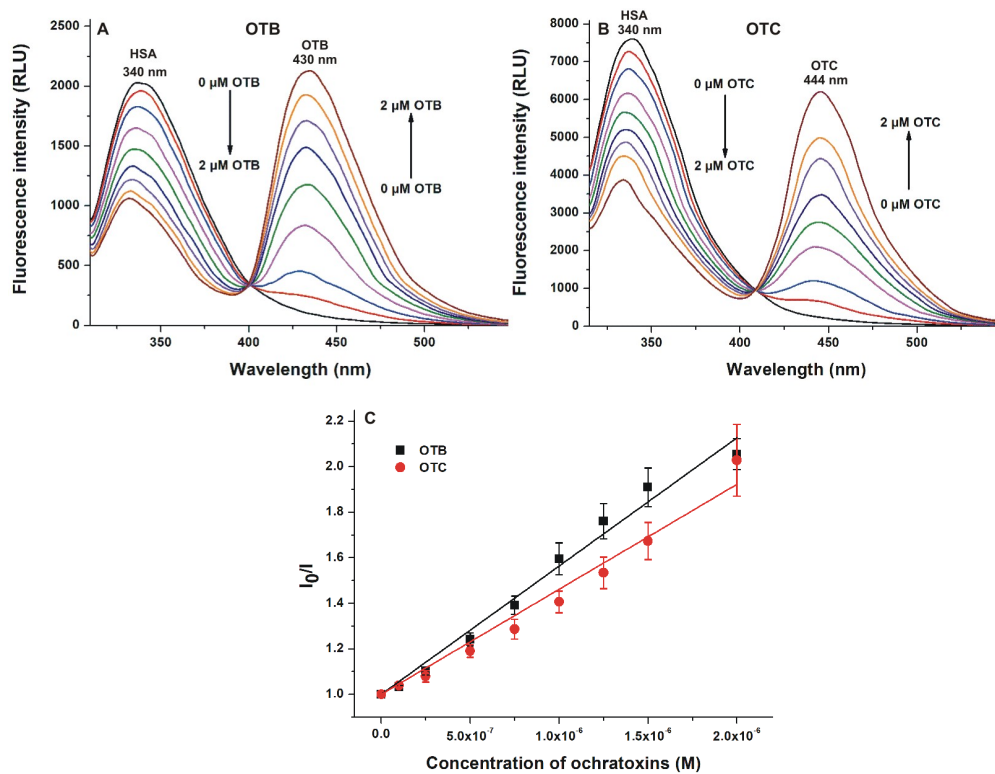 A
OTB
HSA
340 nm
OTB
430 nm
0 µM OTB
2 µM OTB
2 µM OTB
0 µM OTB
2000
1500
1000
500
0
350
400
450
500
Fluorescence intensity (RLU)
Wavelength (nm)
B
OTC
HSA
340 nm
OTC
444 nm
0 µM OTC
2 µM OTC
2 µM OTC
0 µM OTC
8000
7000
6000
5000
4000
3000
2000
1000
0
350
400
450
500
Fluorescence intensity (RLU)
Wavelength (nm)
C
OTB
OTC
2.2
2.0
1.8
1.6
1.4
1.2
1.0
0.0
5.0x10⁻⁷
1.0x10⁻⁶
1.5x10⁻⁶
2.0x10⁻⁶
I₀/I
Concentration of ochratoxins (M)